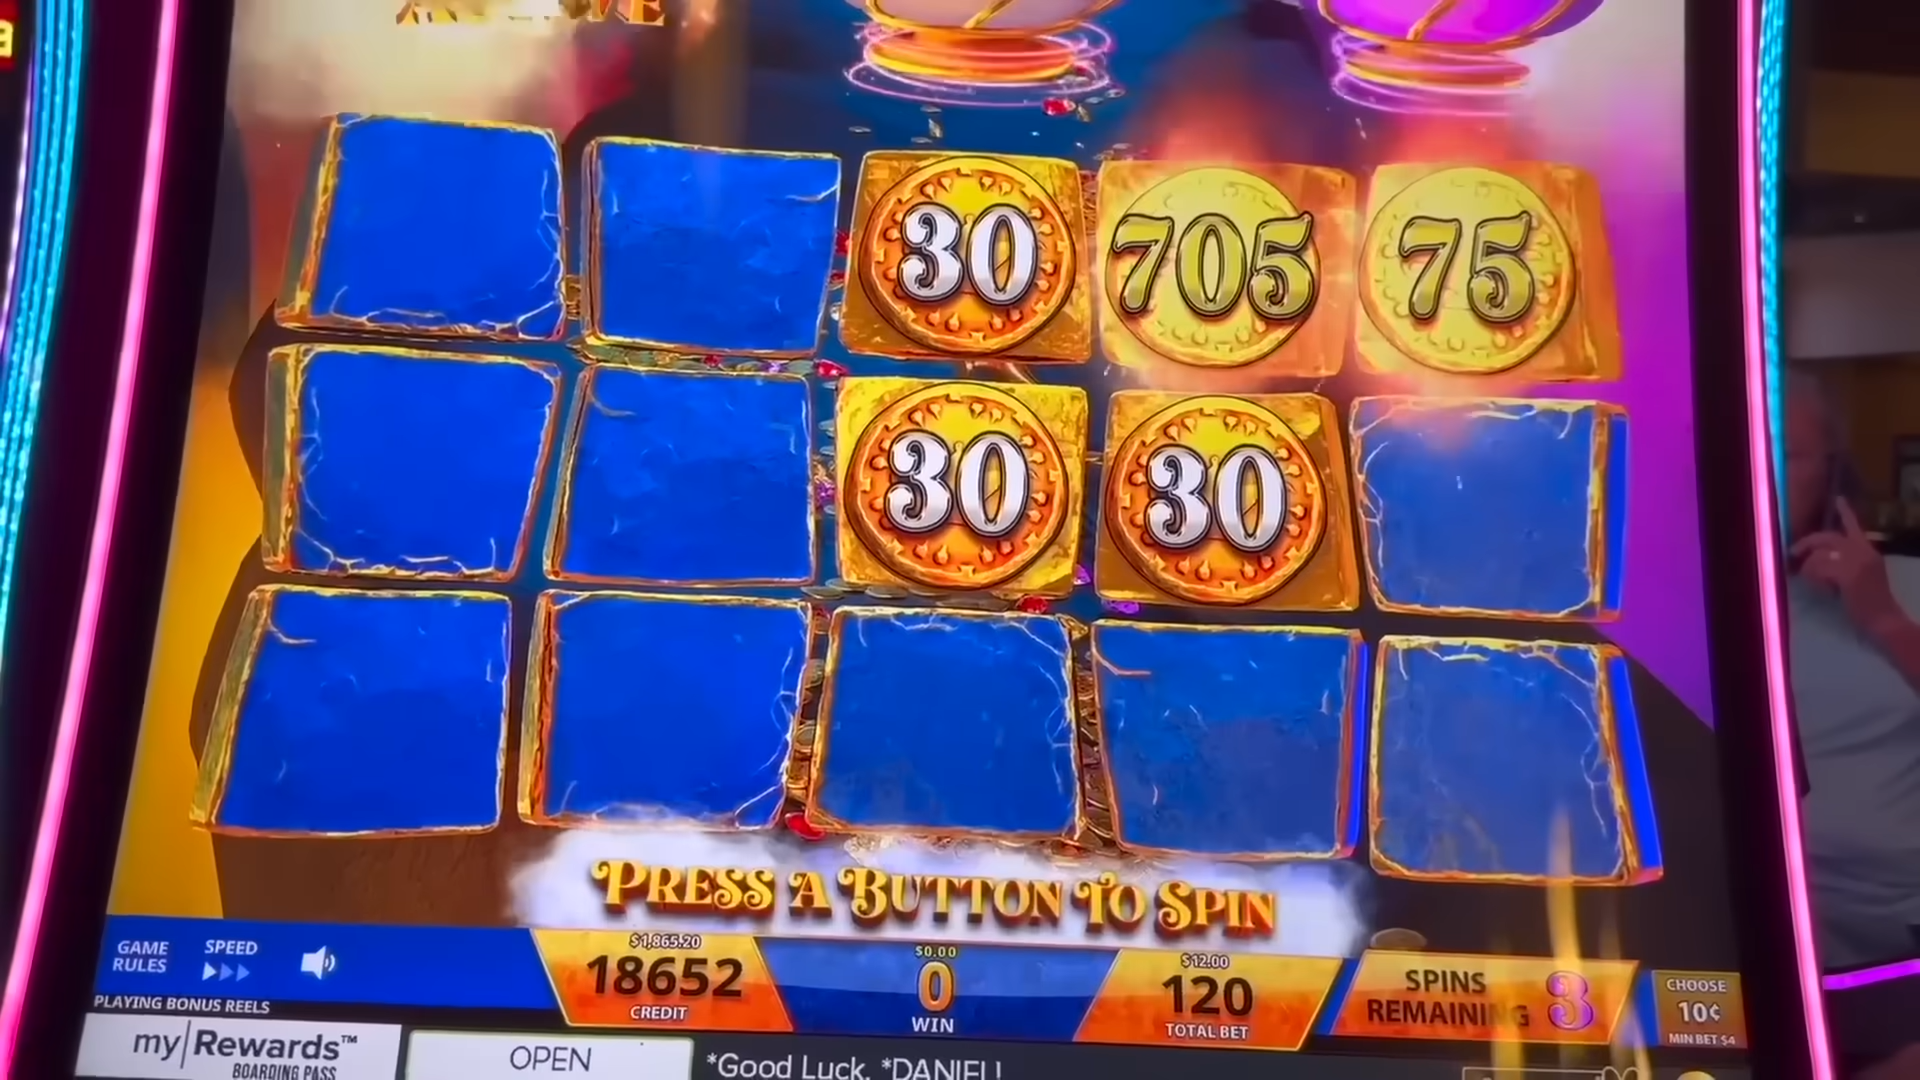 30 705 75
30 30
PRESS A BUTTON TO SPIN
GAME RULES
SPEED
$1,865.20
18652
CREDIT
$0.00
0
WIN
$12.00
120
TOTAL BET
SPINS REMAINING 3
CHOOSE
10¢
MIN BET $4
PLAYING BONUS REELS
my|Rewards™
BOARDING PASS
OPEN
*Good Luck, *DANIEL!